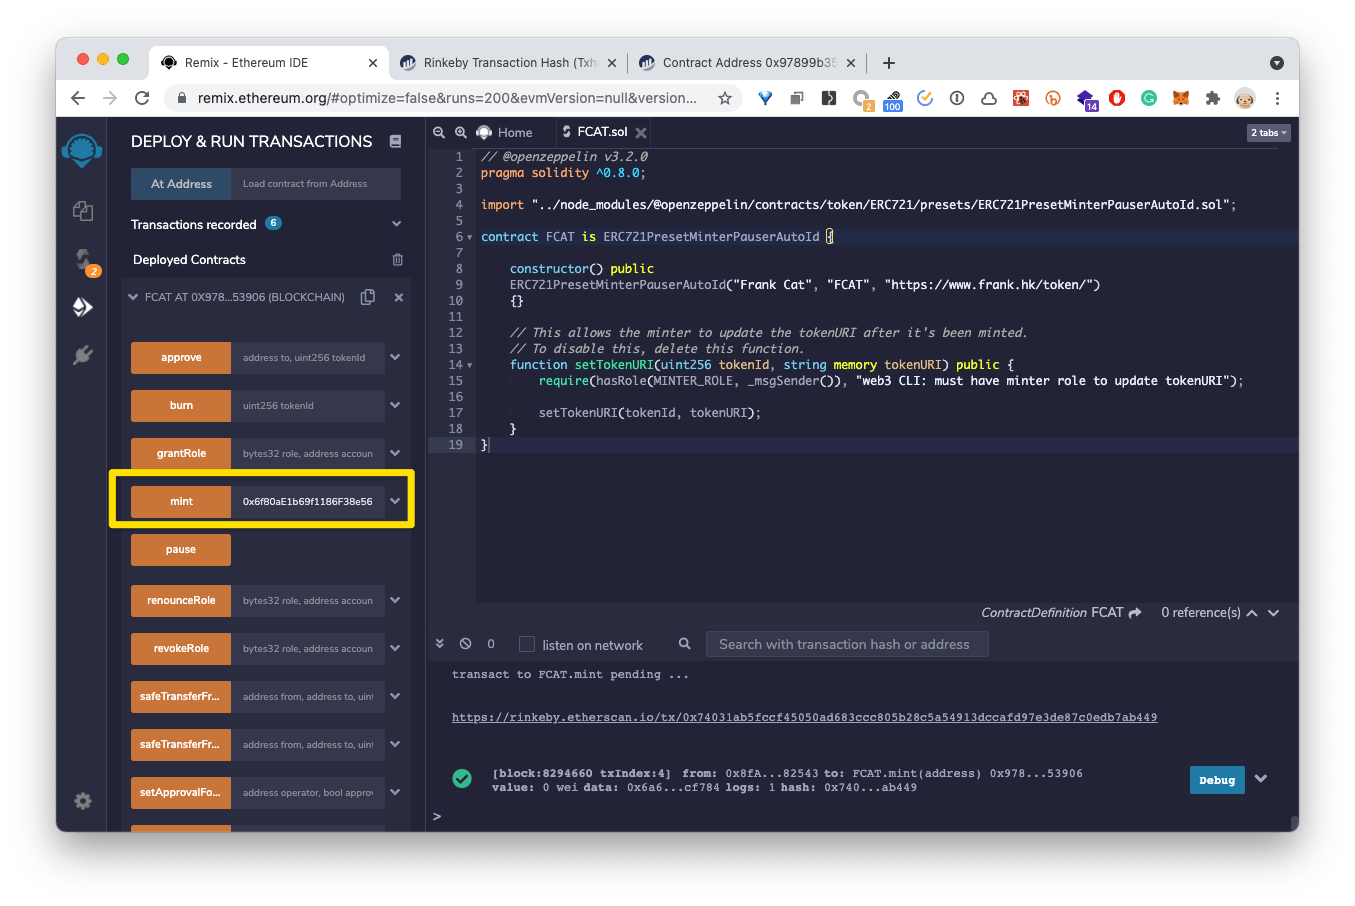 Remix - Ethereum IDE
Rinkeby Transaction Hash (Txh
Contract Address 0x97899b35
remix.ethereum.org/#optimize=false&runs=200&evmVersion=null&version...
2
100
14
DEPLOY & RUN TRANSACTIONS
At Address
Load contract from Address
Transactions recorded 6
Deployed Contracts
2
FCAT AT 0X978...53906 (BLOCKCHAIN)
approve address to, uint256 tokenId
burn uint256 tokenId
grantRole bytes32 role, address accoun
mint 0x6f80aE1b69f1186F38e56
pause
renounceRole bytes32 role, address accoun
revokeRole bytes32 role, address accoun
safeTransferFr... address from, address to, uint
safeTransferFr... address from, address to, uint
setApprovalFo... address operator, bool approv
Home
FCAT.sol
2 tabs
1 // @openzeppelin v3.2.0
2 pragma solidity ^0.8.0;
3
4 import "../node_modules/@openzeppelin/contracts/token/ERC721/presets/ERC721PresetMinterPauserAutoId.sol";
5
6 contract FCAT is ERC721PresetMinterPauserAutoId {
7
8 constructor() public
9 ERC721PresetMinterPauserAutoId("Frank Cat", "FCAT", "https://www.frank.hk/token/")
10 {}
11
12 // This allows the minter to update the tokenURI after it's been minted.
13 // To disable this, delete this function.
14 function setTokenURI(uint256 tokenId, string memory tokenURI) public {
15 require(hasRole(MINTER_ROLE, _msgSender()), "web3 CLI: must have minter role to update tokenURI");
16
17 setTokenURI(tokenId, tokenURI);
18 }
19 }
ContractDefinition FCAT 0 reference(s)
0 listen on network Search with transaction hash or address
transact to FCAT.mint pending ...
https://rinkeby.etherscan.io/tx/0x74031ab5fccf45050ad683ccc805b28c5a54913dccafd97e3de87c0edb7ab449
[block:8294660 txIndex:4] from: 0x8fA...82543 to: FCAT.mint(address) 0x978...53906
value: 0 wei data: 0x6a6...cf784 logs: 1 hash: 0x740...ab449
Debug
>